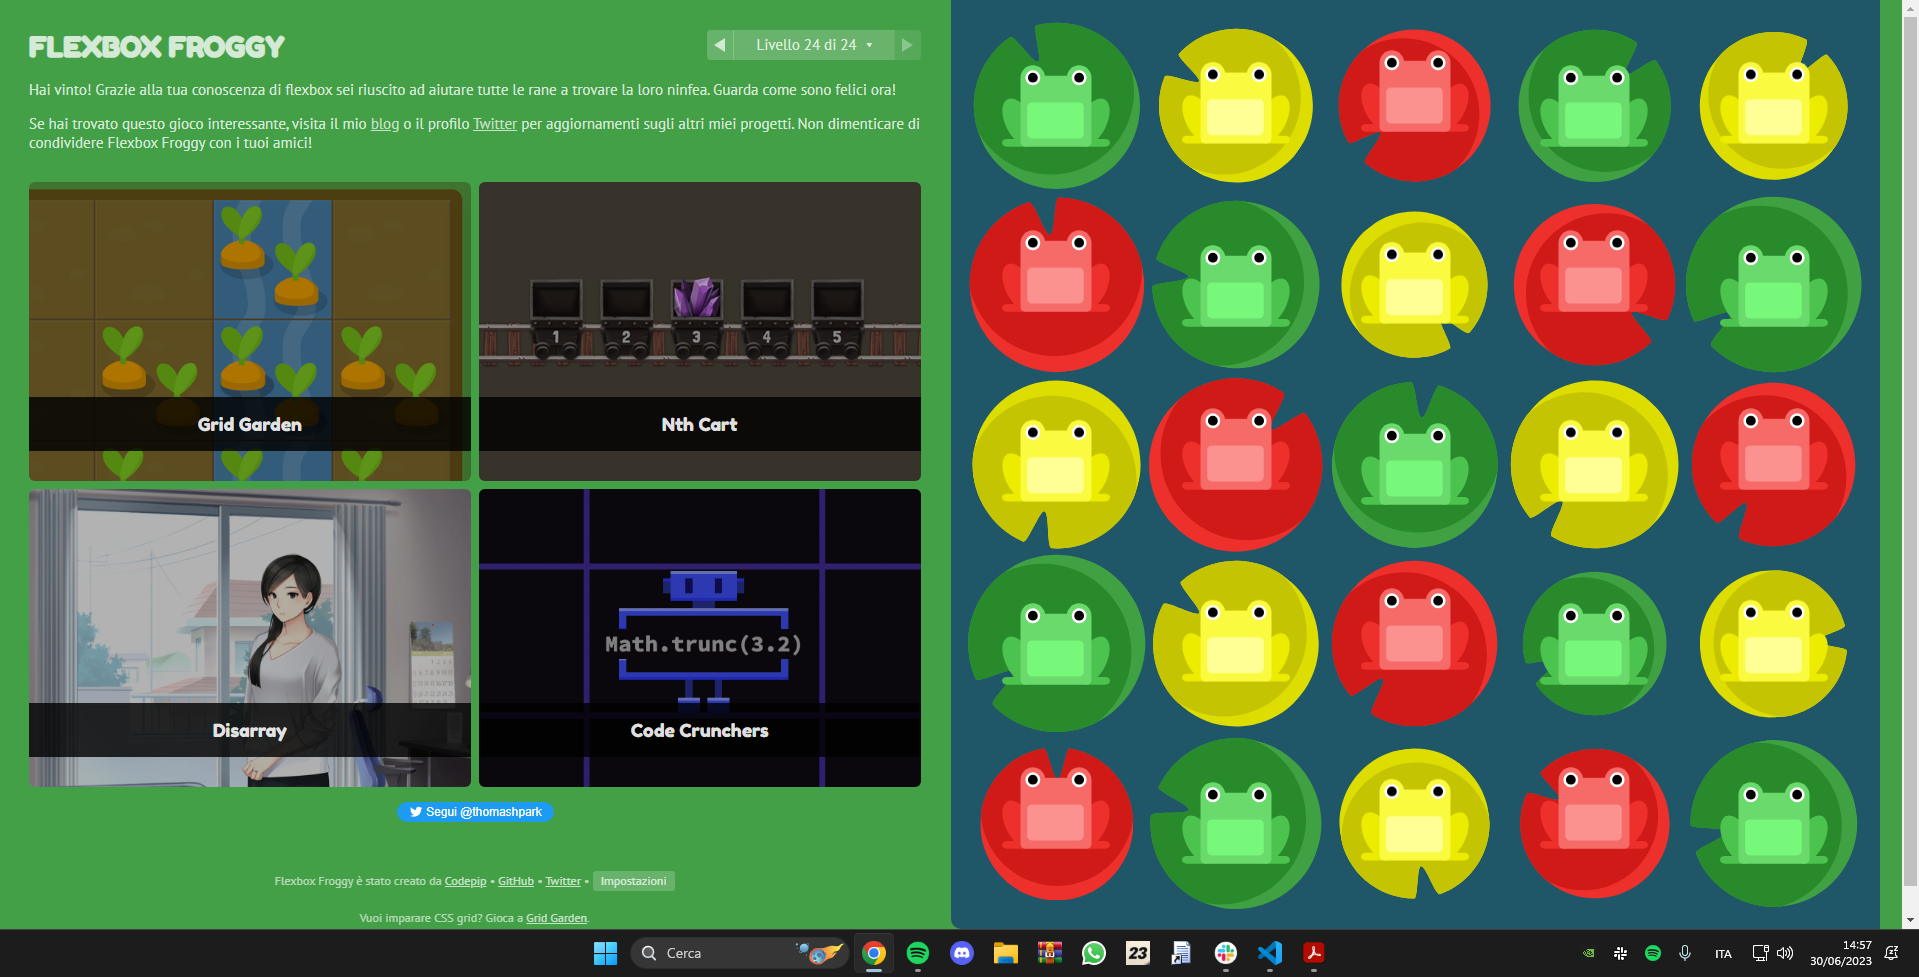 FLEXBOX FROGGY
Livello 24 di 24
Hai vinto! Grazie alla tua conoscenza di flexbox sei riuscito ad aiutare tutte le rane a trovare la loro ninfea. Guarda come sono felici ora!
Se hai trovato questo gioco interessante, visita il mio blog o il profilo Twitter per aggiornamenti sugli altri miei progetti. Non dimenticare di
condividere Flexbox Froggy con i tuoi amici!
1 2 3 4 5
Grid Garden
Nth Cart
Math.trunc(3.2)
Disarray
Code Crunchers
Segui @thomashpark
Flexbox Froggy è stato creato da Codepip • GitHub • Twitter • Impostazioni
Vuoi imparare CSS grid? Gioca a Grid Garden.
Cerca
23
ITA
14:57
30/06/2023